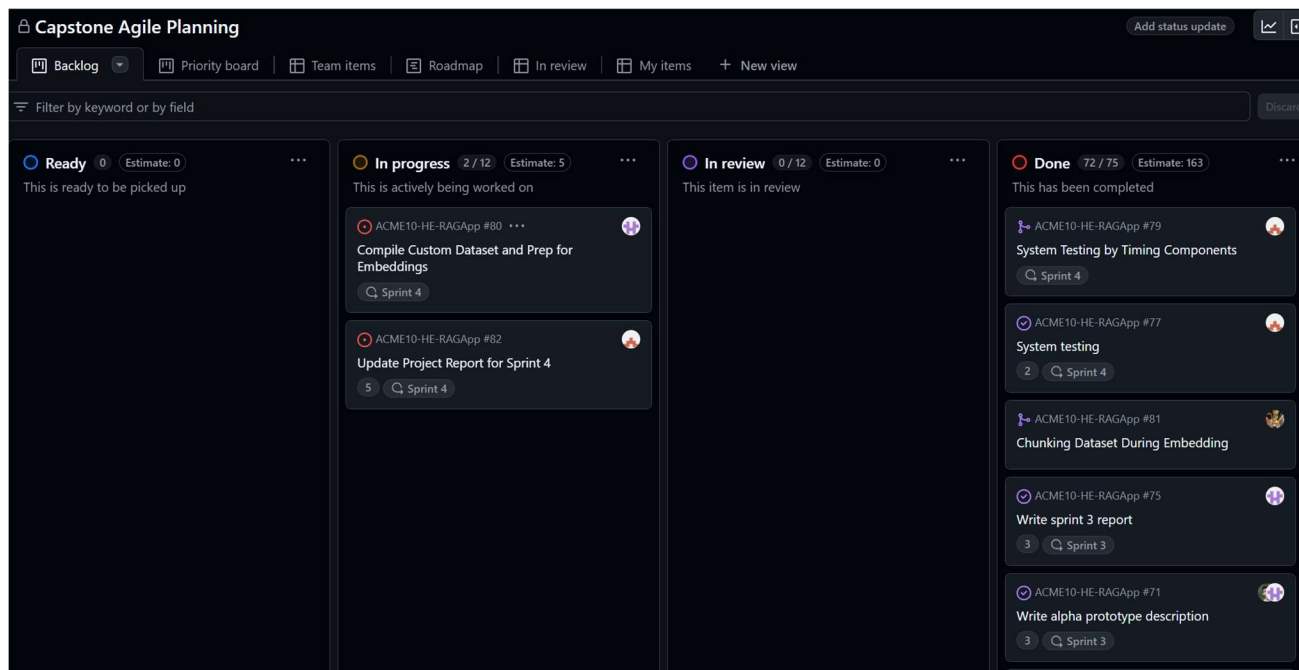 Capstone Agile Planning
Add status update
Backlog
Priority board
Team items
Roadmap
In review
My items
+ New view
Filter by keyword or by field
Discard
Ready 0 Estimate: 0 ...
This is ready to be picked up
In progress 2 / 12 Estimate: 5 ...
This is actively being worked on
ACME10-HE-RAGApp #80 ...
Compile Custom Dataset and Prep for
Embeddings
Sprint 4
ACME10-HE-RAGApp #82
Update Project Report for Sprint 4
5 Sprint 4
In review 0 / 12 Estimate: 0 ...
This item is in review
Done 72 / 75 Estimate: 163 ...
This has been completed
ACME10-HE-RAGApp #79
System Testing by Timing Components
Sprint 4
ACME10-HE-RAGApp #77
System testing
2 Sprint 4
ACME10-HE-RAGApp #81
Chunking Dataset During Embedding
ACME10-HE-RAGApp #75
Write sprint 3 report
3 Sprint 3
ACME10-HE-RAGApp #71
Write alpha prototype description
3 Sprint 3